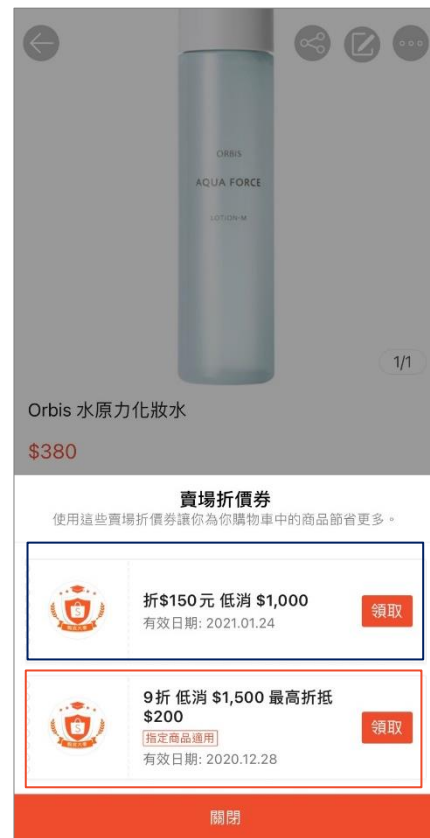 ORBIS
AQUA FORCE
LOTION-M
1/1
Orbis 水原力化妝水
$380
賣場折價券
使用這些賣場折價券讓你為你購物車中的商品節省更多。
折$150元 低消 $1,000
有效日期: 2021.01.24
領取
9折 低消 $1,500 最高折抵
$200
指定商品適用
有效日期: 2020.12.28
領取
關閉